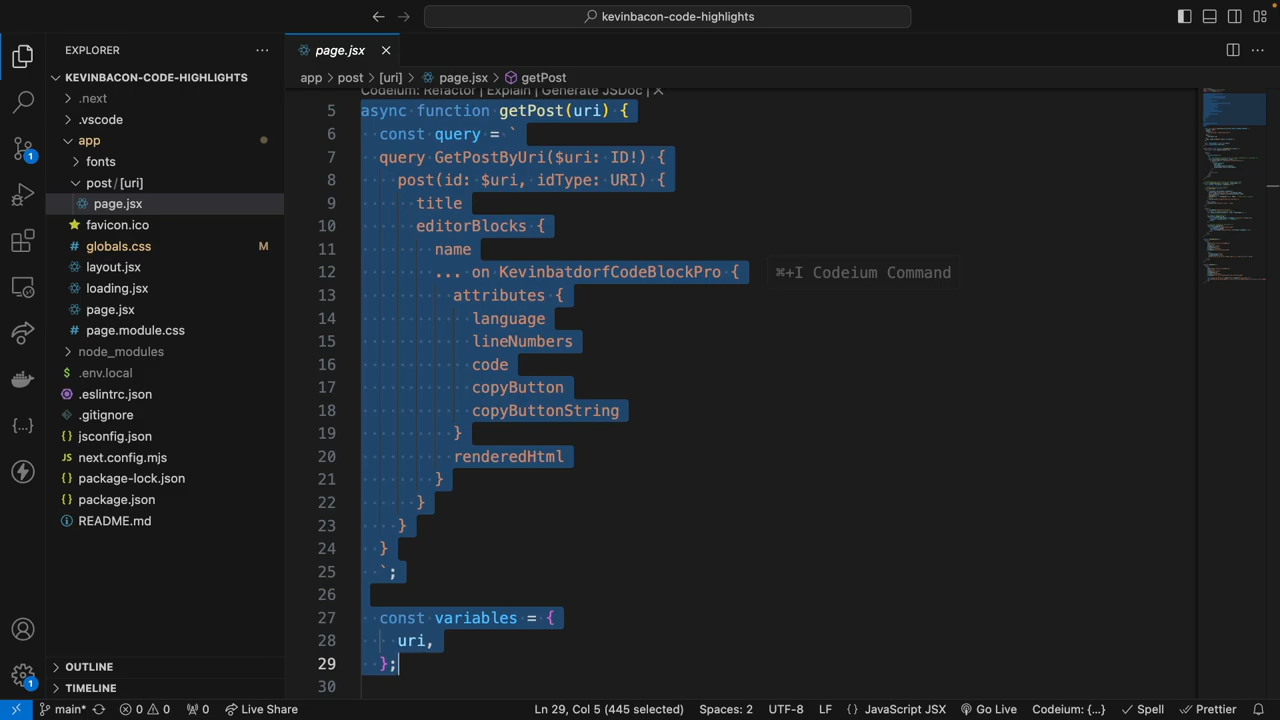 kevinbacon-code-highlights
EXPLORER
KEVINBACON-CODE-HIGHLIGHTS
.next
.vscode
app
fonts
post / [uri]
page.jsx
favicon.ico
globals.css M
layout.jsx
loading.jsx
page.jsx
page.module.css
node_modules
.env.local
.eslintrc.json
.gitignore
jsconfig.json
next.config.mjs
package-lock.json
package.json
README.md
OUTLINE
TIMELINE
1
1
page.jsx
app > post > [uri] > page.jsx > getPost
Codeium: Refactor | Explain | Generate JSDoc | X
5 async function getPost(uri) {
6 const query = `
7 query GetPostByUri($uri: ID!) {
8 post(id: $uri, idType: URI) {
9 title
10 editorBlocks {
11 name
12 ... on KevinbatdorfCodeBlockPro { ⌘+I Codeium Command
13 attributes {
14 language
15 lineNumbers
16 code
17 copyButton
18 copyButtonString
19 }
20 renderedHtml
21 }
22 }
23 }
24 }
25 `;
26
27 const variables = {
28 uri,
29 };
30
main* 0 0 0 Live Share Ln 29, Col 5 (445 selected) Spaces: 2 UTF-8 LF {} JavaScript JSX Go Live Codeium: {...} Spell Prettier